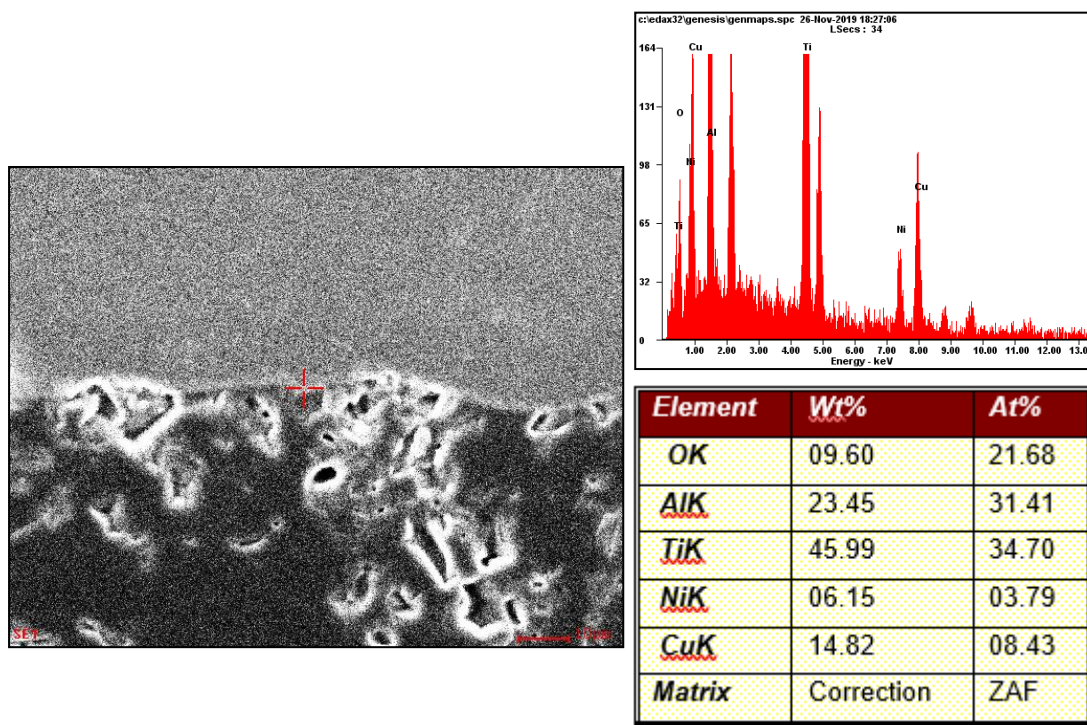 c:\edax32\genesis\genmaps.spc 26-Nov-2019 18:27:06
LSecs : 34
164
131
98
65
32
0
Cu
Ti
O
Al
Ni
Cu
Ti
Ni
1.00 2.00 3.00 4.00 5.00 6.00 7.00 8.00 9.00 10.00 11.00 12.00 13.0
Energy - keV
Element Wt% At%
OK 09.60 21.68
AlK 23.45 31.41
TiK 45.99 34.70
NiK 06.15 03.79
CuK 14.82 08.43
Matrix Correction ZAF